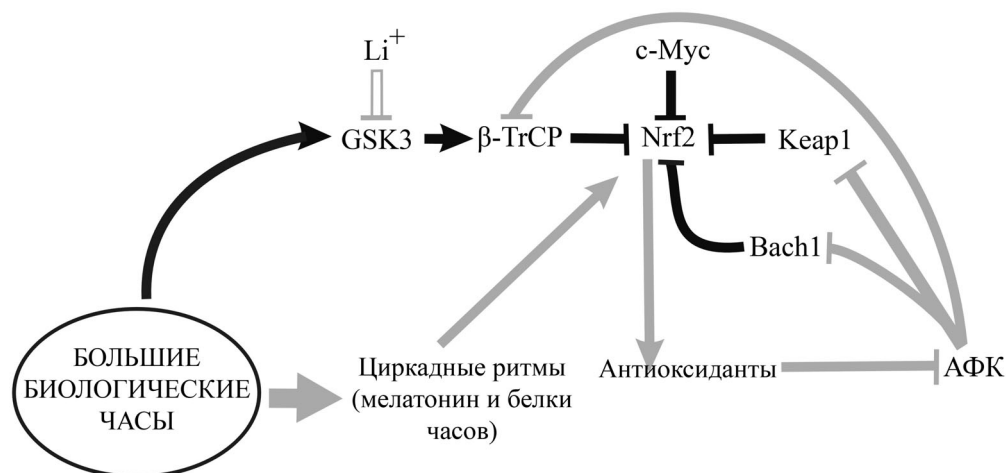 Li+
c-Myc
GSK3
β-TrCP
Nrf2
Keap1
Bach1
БОЛЬШИЕ
БИОЛОГИЧЕСКИЕ
ЧАСЫ
Циркадные ритмы
(мелатонин и белки
часов)
Антиоксиданты
АФК